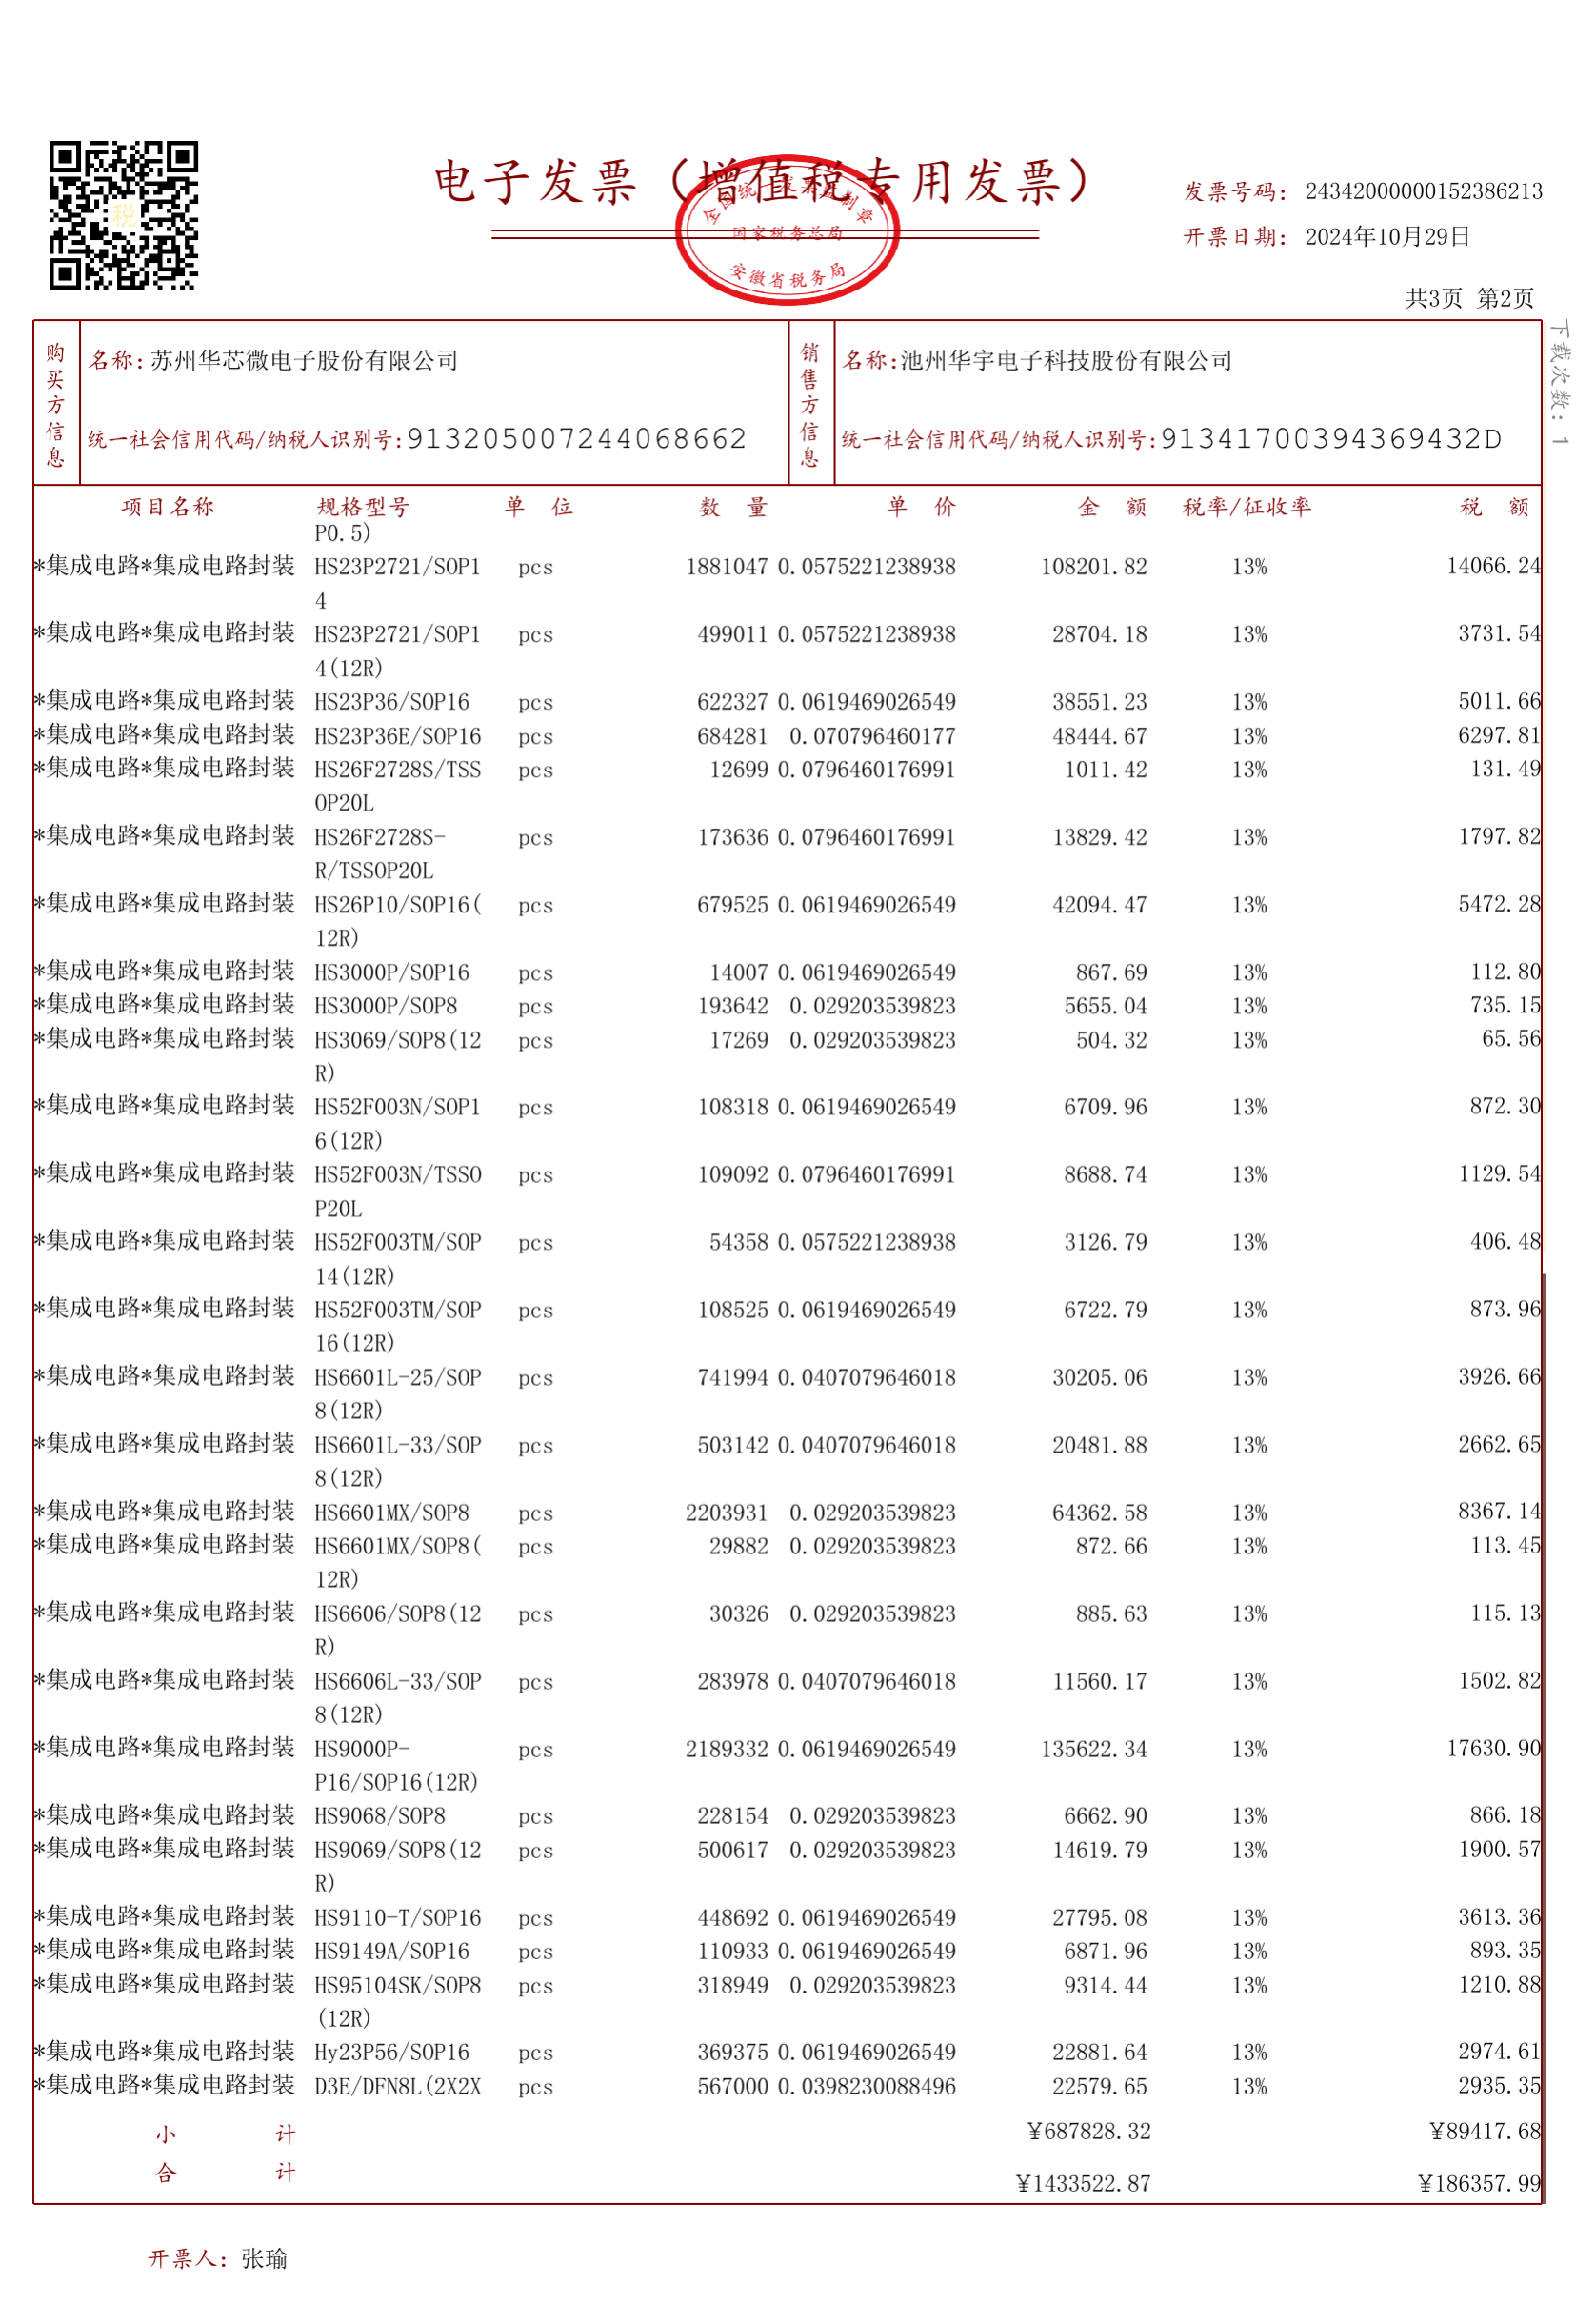 电子发票（增值税专用发票）
全国统一发票监制章
国家税务总局
安徽省税务局
税
发票号码：24342000000152386213
开票日期：2024年10月29日
共3页 第2页
下载次数：1
购买方信息
名称：苏州华芯微电子股份有限公司
统一社会信用代码/纳税人识别号：913205007244068662
销售方信息
名称：池州华宇电子科技股份有限公司
统一社会信用代码/纳税人识别号：91341700394369432D
项目名称 规格型号 单 位 数 量 单 价 金 额 税率/征收率 税 额
P0.5)
*集成电路*集成电路封装 HS23P2721/SOP1 pcs 1881047 0.0575221238938 108201.82 13% 14066.24
4
*集成电路*集成电路封装 HS23P2721/SOP1 pcs 499011 0.0575221238938 28704.18 13% 3731.54
4(12R)
*集成电路*集成电路封装 HS23P36/SOP16 pcs 622327 0.0619469026549 38551.23 13% 5011.66
*集成电路*集成电路封装 HS23P36E/SOP16 pcs 684281 0.070796460177 48444.67 13% 6297.81
*集成电路*集成电路封装 HS26F2728S/TSS pcs 12699 0.0796460176991 1011.42 13% 131.49
OP20L
*集成电路*集成电路封装 HS26F2728S- pcs 173636 0.0796460176991 13829.42 13% 1797.82
R/TSSOP20L
*集成电路*集成电路封装 HS26P10/SOP16( pcs 679525 0.0619469026549 42094.47 13% 5472.28
12R)
*集成电路*集成电路封装 HS3000P/SOP16 pcs 14007 0.0619469026549 867.69 13% 112.80
*集成电路*集成电路封装 HS3000P/SOP8 pcs 193642 0.029203539823 5655.04 13% 735.15
*集成电路*集成电路封装 HS3069/SOP8(12 pcs 17269 0.029203539823 504.32 13% 65.56
R)
*集成电路*集成电路封装 HS52F003N/SOP1 pcs 108318 0.0619469026549 6709.96 13% 872.30
6(12R)
*集成电路*集成电路封装 HS52F003N/TSSO pcs 109092 0.0796460176991 8688.74 13% 1129.54
P20L
*集成电路*集成电路封装 HS52F003TM/SOP pcs 54358 0.0575221238938 3126.79 13% 406.48
14(12R)
*集成电路*集成电路封装 HS52F003TM/SOP pcs 108525 0.0619469026549 6722.79 13% 873.96
16(12R)
*集成电路*集成电路封装 HS6601L-25/SOP pcs 741994 0.0407079646018 30205.06 13% 3926.66
8(12R)
*集成电路*集成电路封装 HS6601L-33/SOP pcs 503142 0.0407079646018 20481.88 13% 2662.65
8(12R)
*集成电路*集成电路封装 HS6601MX/SOP8 pcs 2203931 0.029203539823 64362.58 13% 8367.14
*集成电路*集成电路封装 HS6601MX/SOP8( pcs 29882 0.029203539823 872.66 13% 113.45
12R)
*集成电路*集成电路封装 HS6606/SOP8(12 pcs 30326 0.029203539823 885.63 13% 115.13
R)
*集成电路*集成电路封装 HS6606L-33/SOP pcs 283978 0.0407079646018 11560.17 13% 1502.82
8(12R)
*集成电路*集成电路封装 HS9000P- pcs 2189332 0.0619469026549 135622.34 13% 17630.90
P16/SOP16(12R)
*集成电路*集成电路封装 HS9068/SOP8 pcs 228154 0.029203539823 6662.90 13% 866.18
*集成电路*集成电路封装 HS9069/SOP8(12 pcs 500617 0.029203539823 14619.79 13% 1900.57
R)
*集成电路*集成电路封装 HS9110-T/SOP16 pcs 448692 0.0619469026549 27795.08 13% 3613.36
*集成电路*集成电路封装 HS9149A/SOP16 pcs 110933 0.0619469026549 6871.96 13% 893.35
*集成电路*集成电路封装 HS95104SK/SOP8 pcs 318949 0.029203539823 9314.44 13% 1210.88
(12R)
*集成电路*集成电路封装 Hy23P56/SOP16 pcs 369375 0.0619469026549 22881.64 13% 2974.61
*集成电路*集成电路封装 D3E/DFN8L(2X2X pcs 567000 0.0398230088496 22579.65 13% 2935.35
小 计 ¥687828.32 ¥89417.68
合 计 ¥1433522.87 ¥186357.99
开票人：张瑜